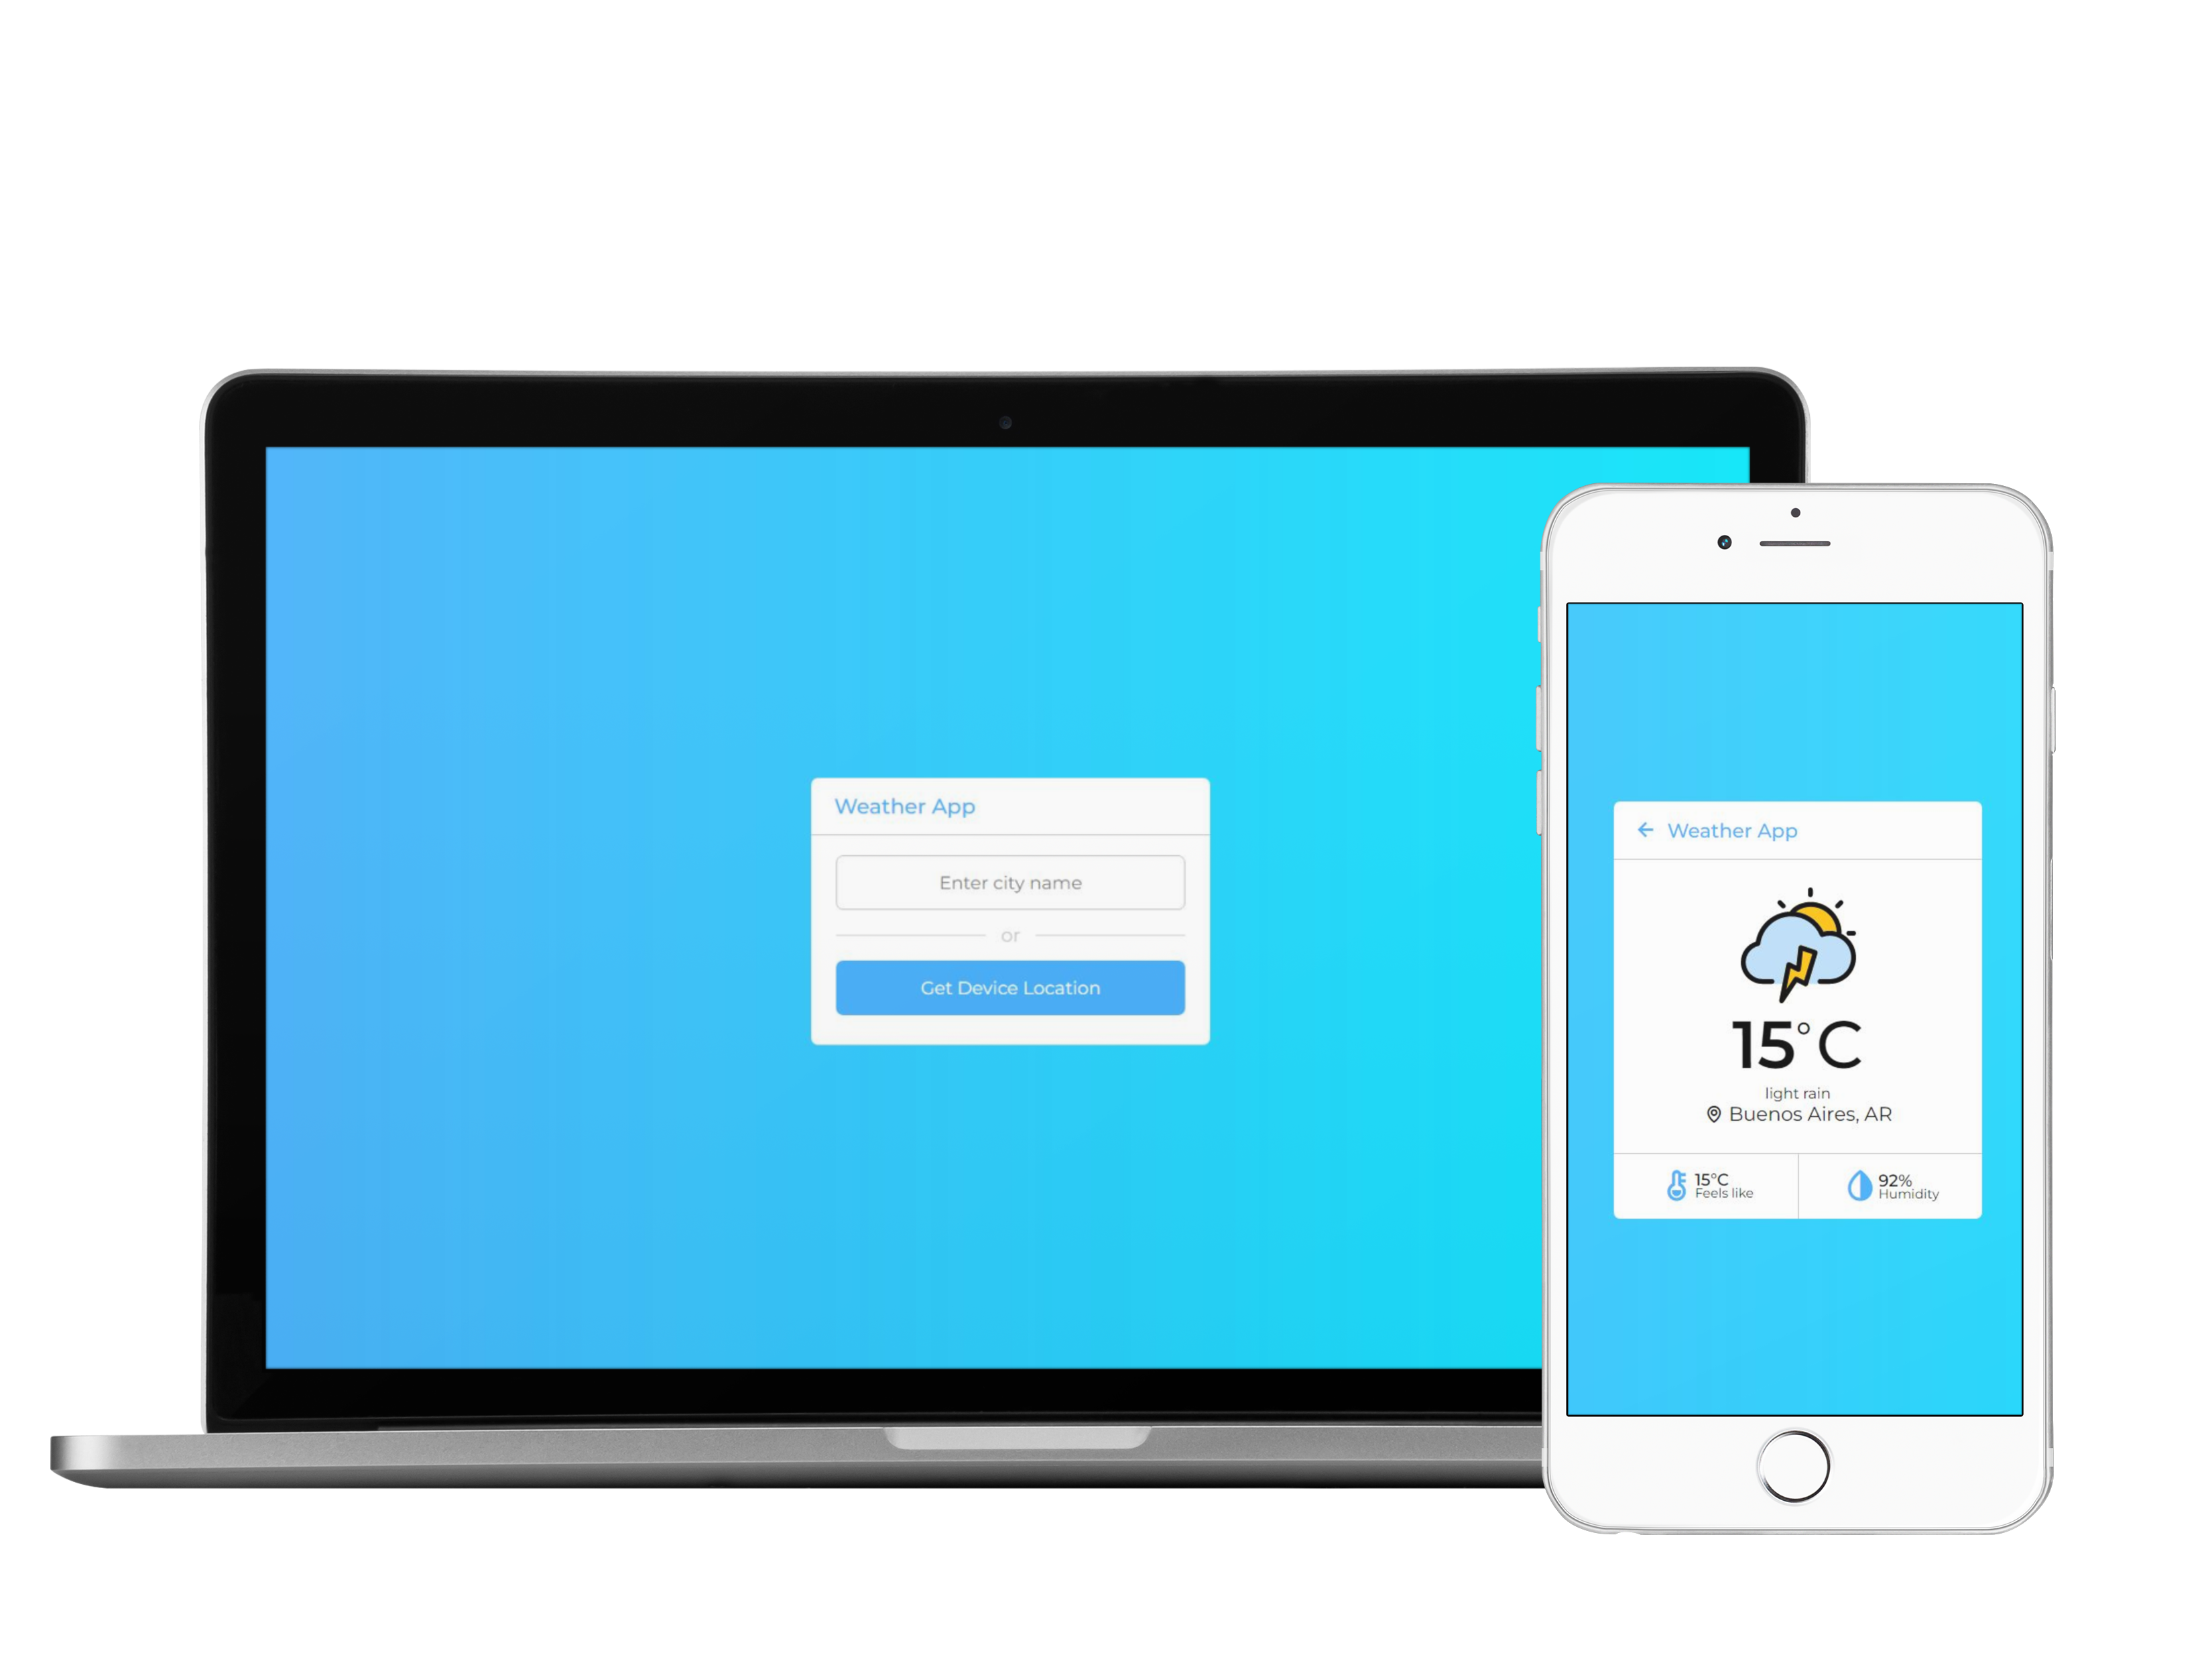 Weather App
Enter city name
or
Get Device Location
Weather App
15°C
light rain
Buenos Aires, AR
15°C
Feels like
92%
Humidity